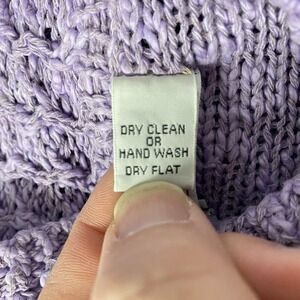 DRY CLEAN
OR
HAND WASH
DRY FLAT